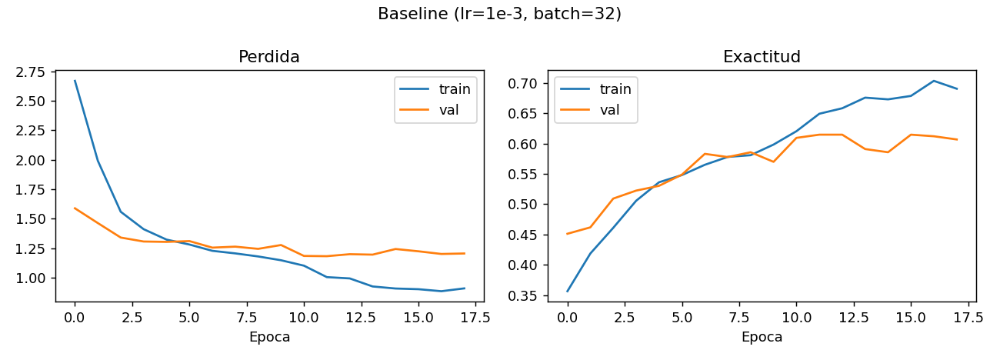 Baseline (lr=1e-3, batch=32)
Perdida
2.75
2.50
2.25
2.00
1.75
1.50
1.25
1.00
0.0 2.5 5.0 7.5 10.0 12.5 15.0 17.5
Epoca
train
val
Exactitud
0.70
0.65
0.60
0.55
0.50
0.45
0.40
0.35
0.0 2.5 5.0 7.5 10.0 12.5 15.0 17.5
Epoca
train
val